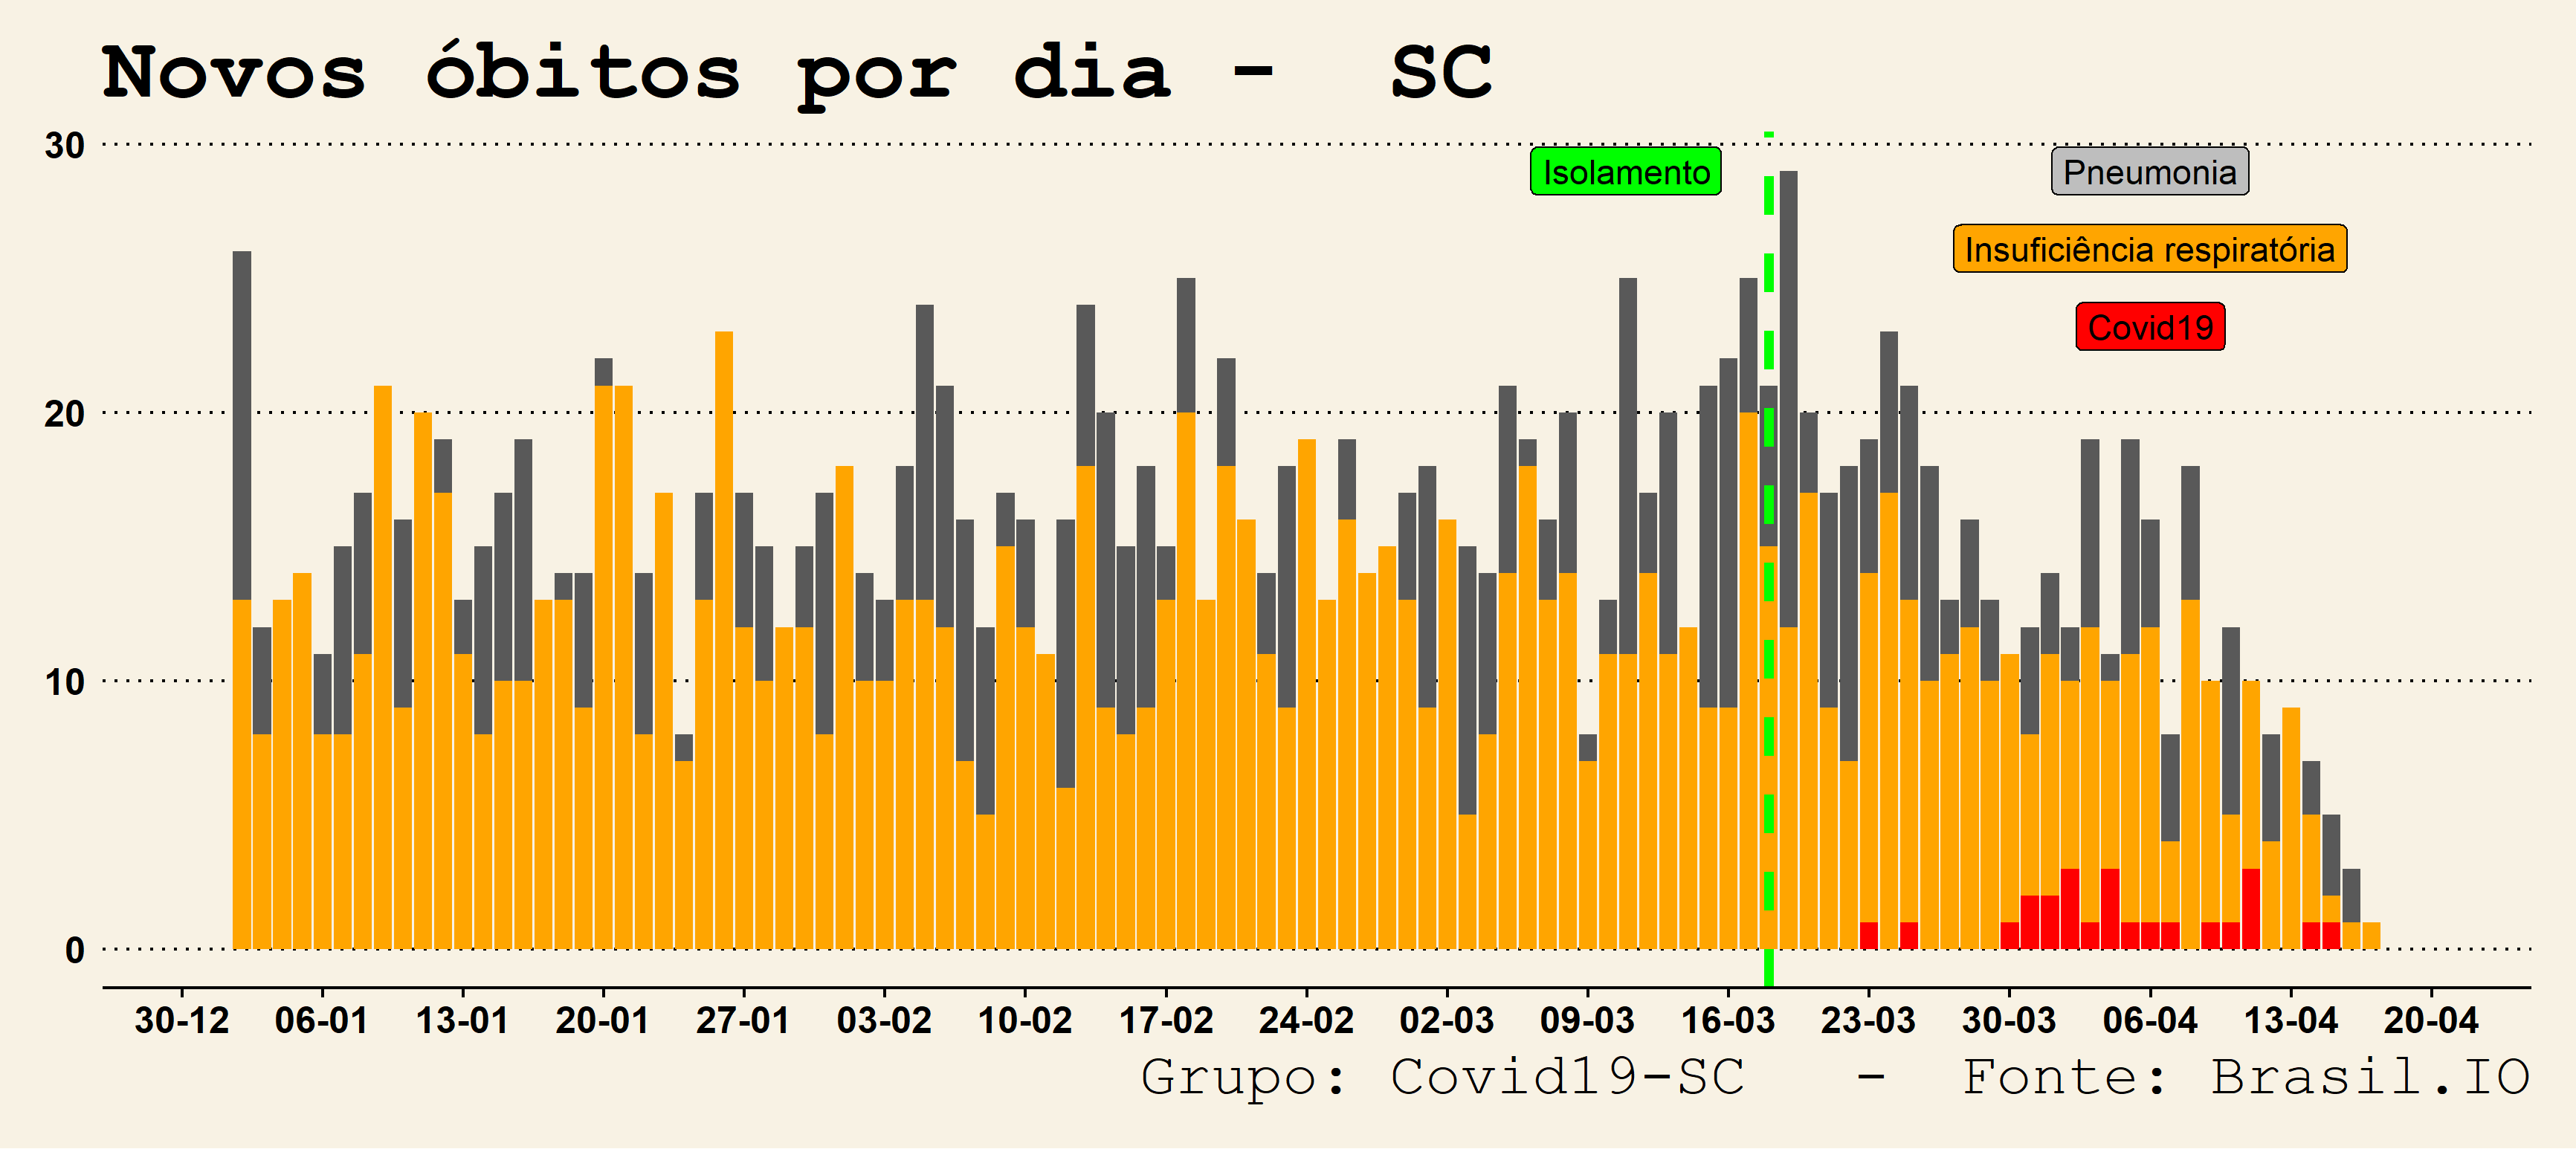 Novos óbitos por dia -  SC
30
Isolamento
Pneumonia
Insuficiência respiratória
Covid19
20
10
0
30-12 06-01 13-01 20-01 27-01 03-02 10-02 17-02 24-02 02-03 09-03 16-03 23-03 30-03 06-04 13-04 20-04
Grupo: Covid19-SC   -  Fonte: Brasil.IO